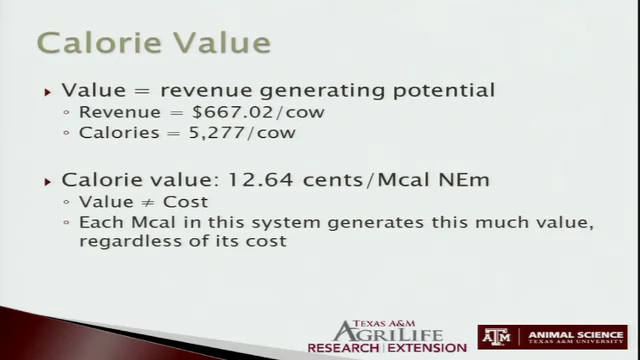 Calorie Value
Value = revenue generating potential
Revenue = $667.02/cow
Calories = 5,277/cow
Calorie value: 12.64 cents/Mcal NEm
Value ≠ Cost
Each Mcal in this system generates this much value,
regardless of its cost
TEXAS A&M
AGRILIFE
RESEARCH | EXTENSION
ATM
ANIMAL SCIENCE
TEXAS A&M UNIVERSITY